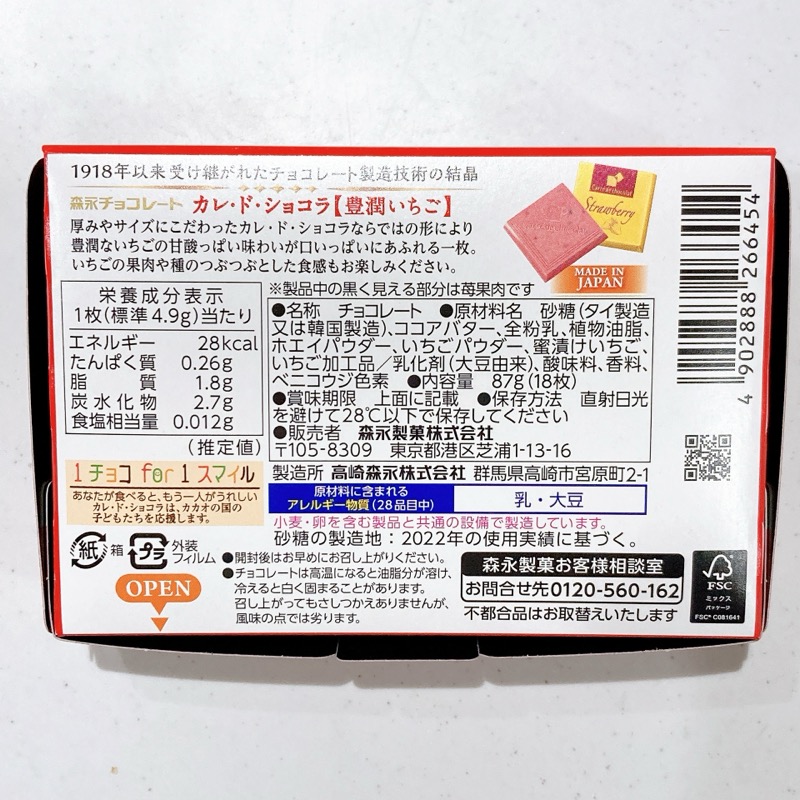 1918年以来 受け継がれたチョコレート製造技術の結晶
森永チョコレート カレ・ド・ショコラ【豊潤いちご】
厚みやサイズにこだわったカレ・ド・ショコラならではの形により
豊潤ないちごの甘酸っぱい味わいが口いっぱいにあふれる一枚。
いちごの果肉や種のつぶつぶとした食感もお楽しみください。
Carré de chocolat
Strawberry
MADE IN
JAPAN
※製品中の黒く見える部分は苺果肉です
栄養成分表示
1枚(標準4.9g)当たり
エネルギー 28kcal
たんぱく質 0.26g
脂質 1.8g
炭水化物 2.7g
食塩相当量 0.012g
(推定値)
●名称 チョコレート ●原材料名 砂糖(タイ製造
又は韓国製造)、ココアバター、全粉乳、植物油脂、
ホエイパウダー、いちごパウダー、蜜漬けいちご、
いちご加工品/乳化剤(大豆由来)、酸味料、香料、
ベニコウジ色素 ●内容量 87g(18枚)
●賞味期限 上面に記載 ●保存方法 直射日光
を避けて28℃以下で保存してください
●販売者 森永製菓株式会社
〒105-8309 東京都港区芝浦1-13-16
製造所 高崎森永株式会社 群馬県高崎市宮原町2-1
原材料に含まれる
アレルギー物質(28品目中)
乳・大豆
小麦・卵を含む製品と共通の設備で製造しています。
砂糖の製造地:2022年の使用実績に基づく。
1チョコ for 1スマイル
あなたが食べると、もう一人がうれしい
カレ・ド・ショコラは、カカオの国の
子どもたちを応援します。
紙 箱 プラ 外装
フィルム
OPEN
●開封後はお早めにお召し上がりください。
●チョコレートは高温になると油脂分が溶け、
冷えると白く固まることがあります。
召し上がってもさしつかえありませんが、
風味の点では劣ります。
森永製菓お客様相談室
お問合せ先0120-560-162
不都合品はお取替えいたします
FSC
ミックス
パッケージ
FSC® C081641
4 902888 266454